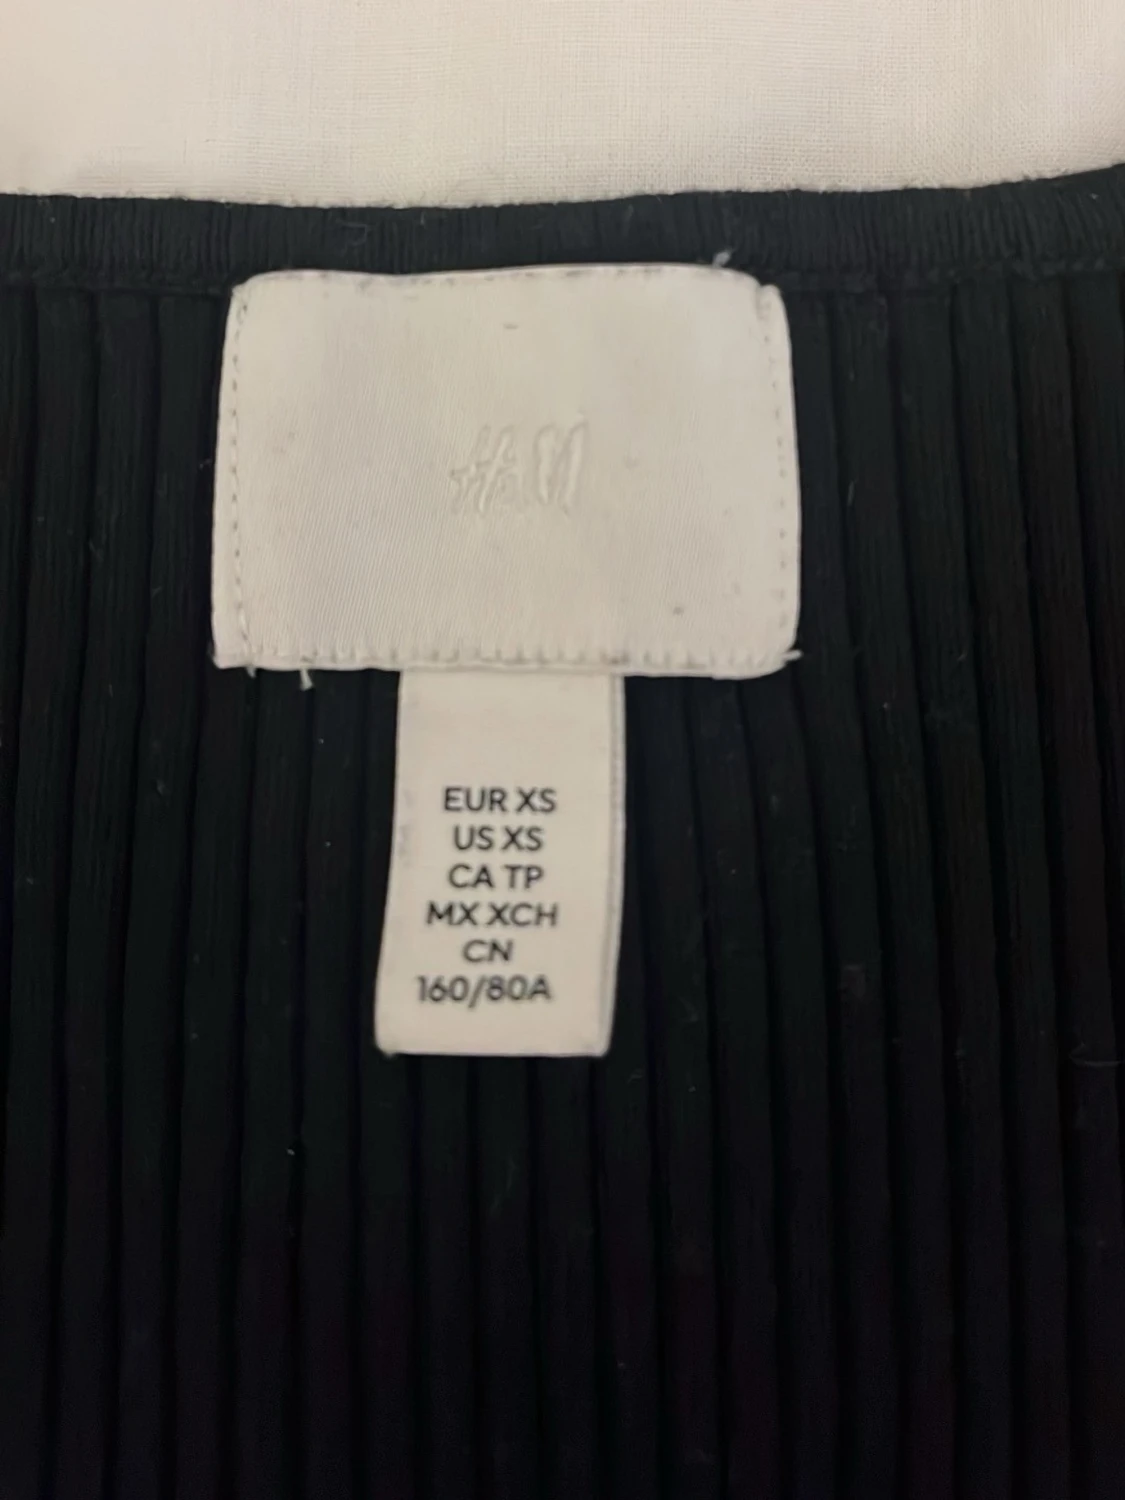 H&M
EUR XS
US XS
CA TP
MX XCH
CN
160/80A